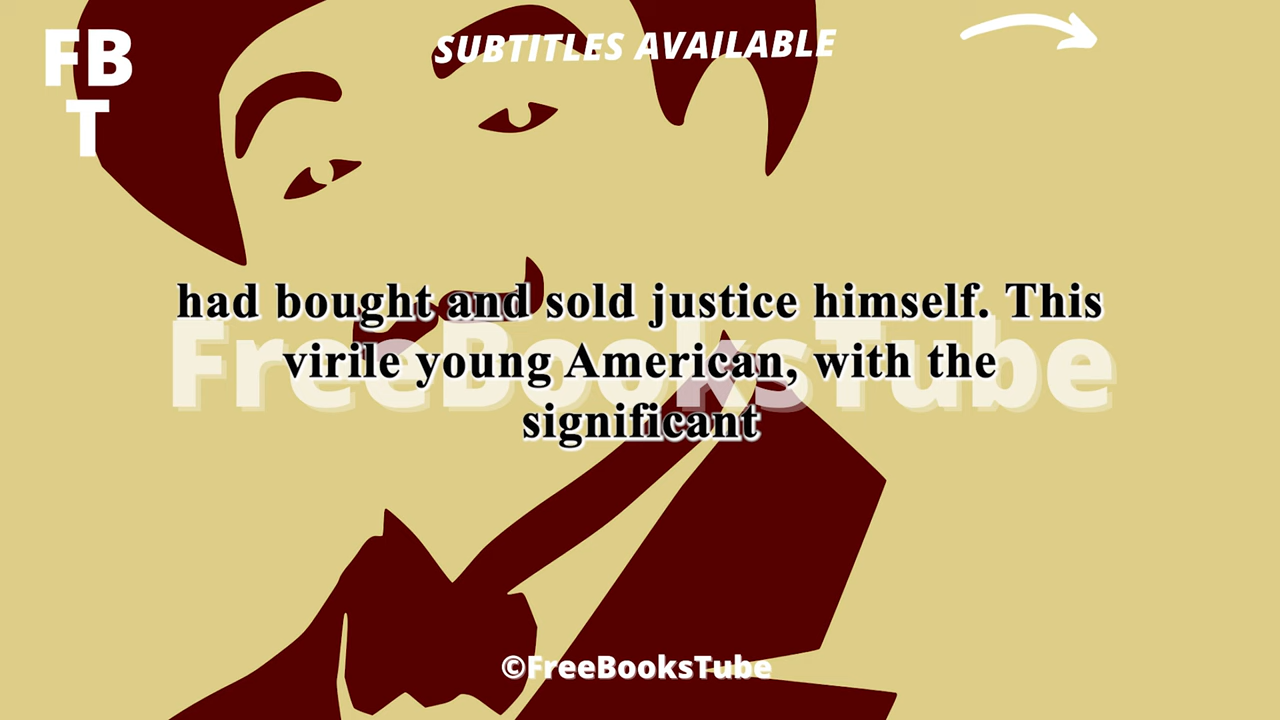 FB
T
SUBTITLES AVAILABLE
had bought and sold justice himself. This
virile young American, with the
significant
FreeBooksTube
©FreeBooksTube